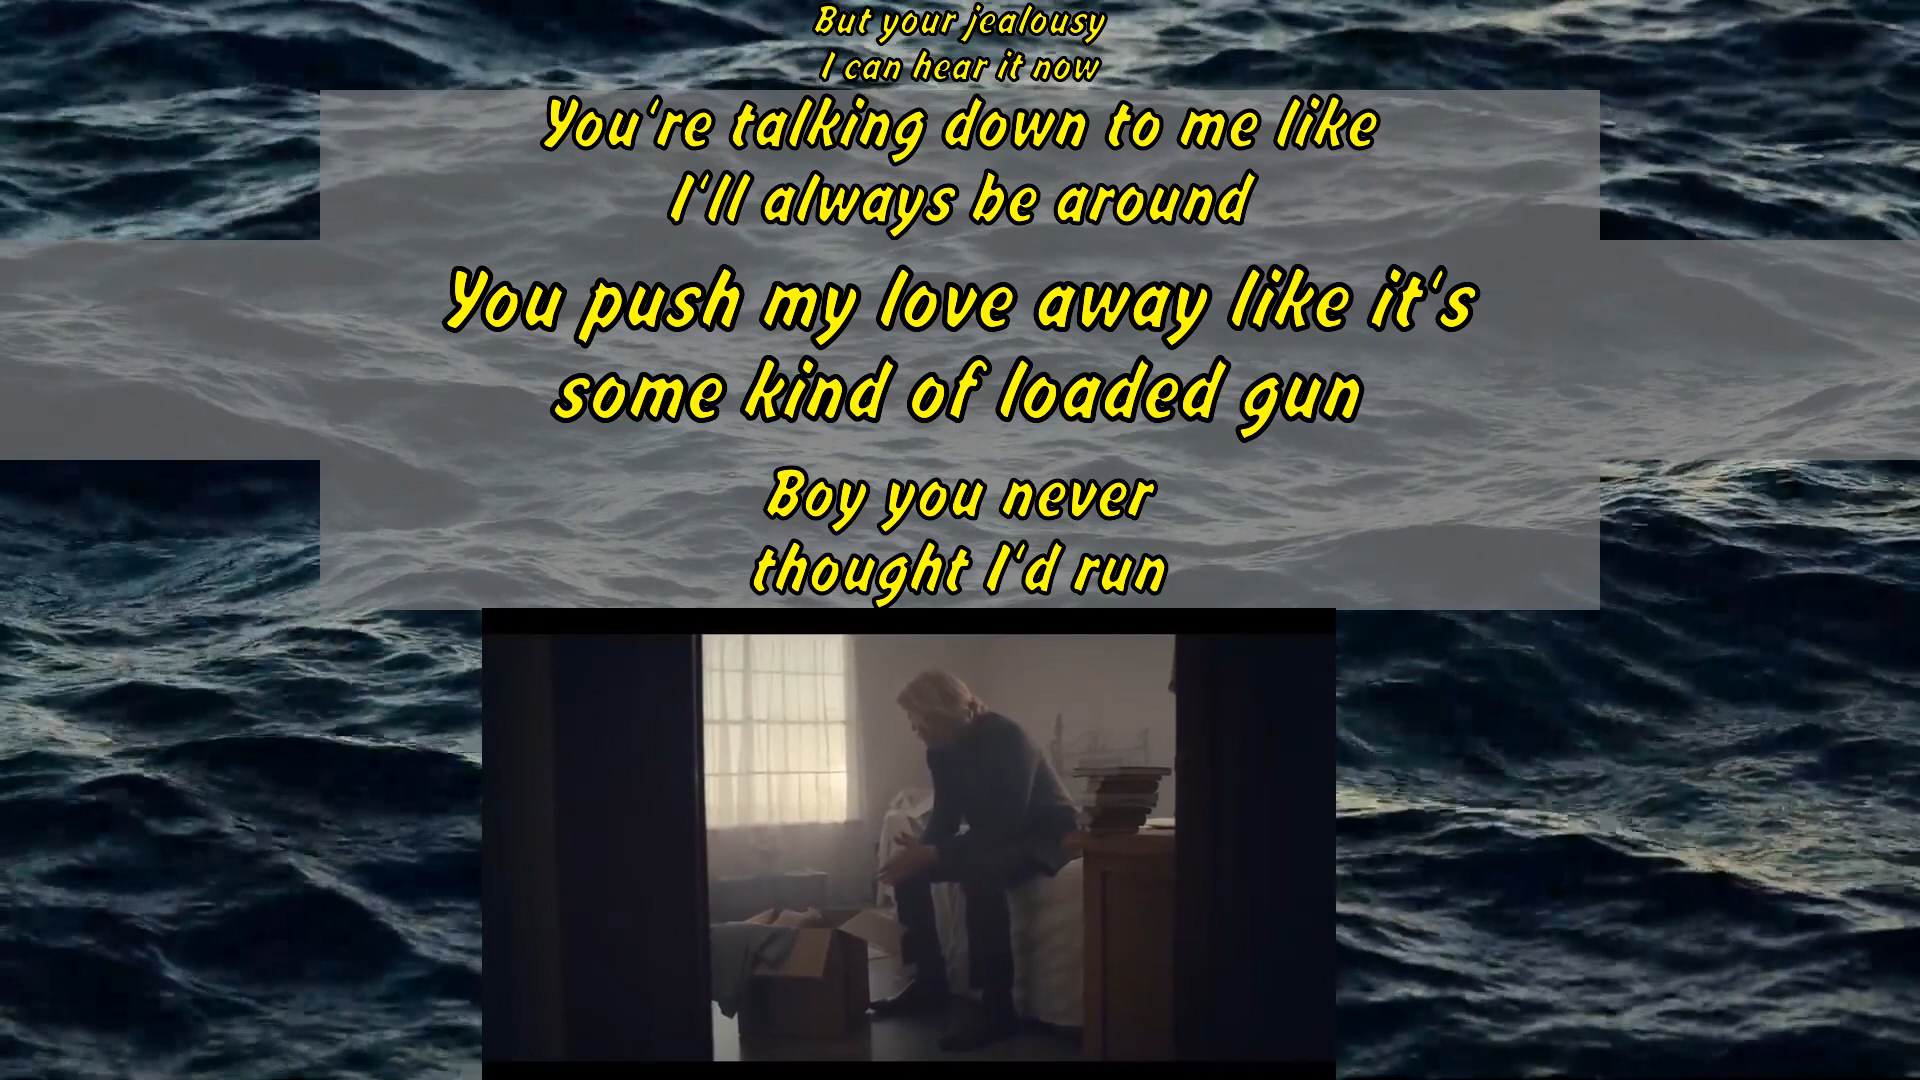 But your jealousy
I can hear it now
You're talking down to me like
I'll always be around
You push my love away like it's
some kind of loaded gun
Boy you never
thought I'd run